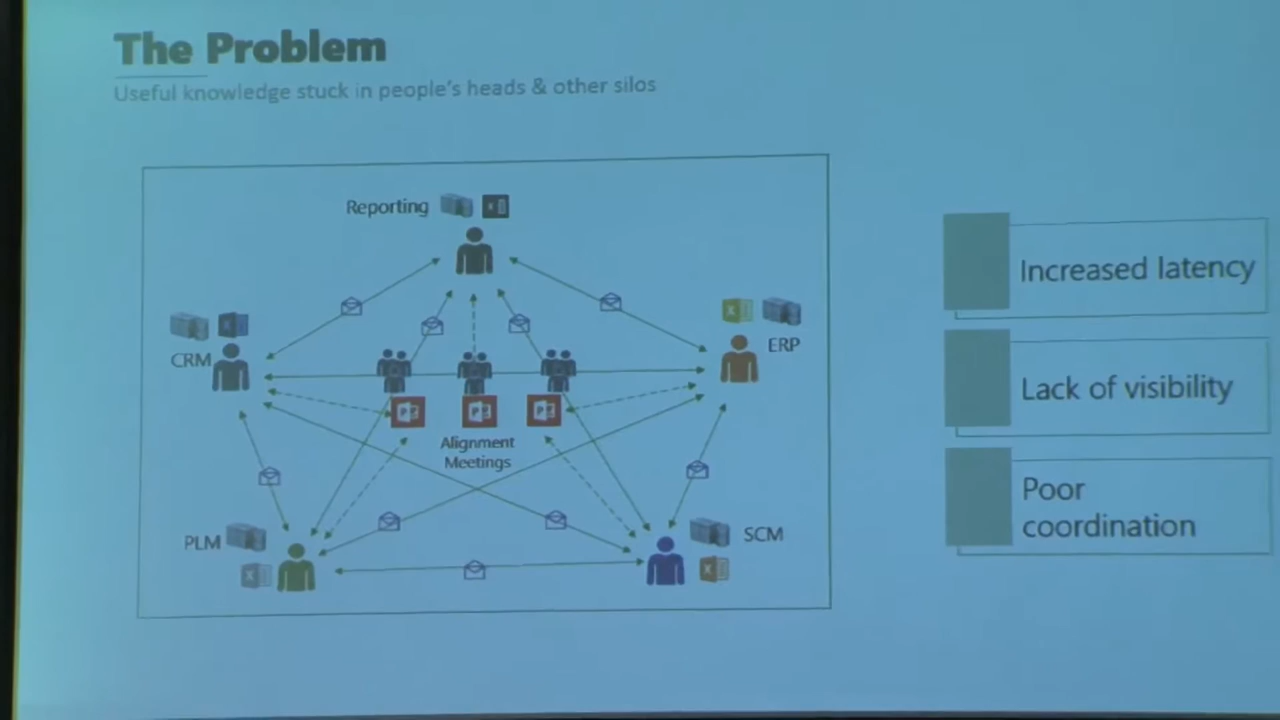 The Problem
Useful knowledge stuck in people's heads & other silos
Reporting
CRM
ERP
Alignment
Meetings
PLM
SCM
Increased latency
Lack of visibility
Poor
coordination